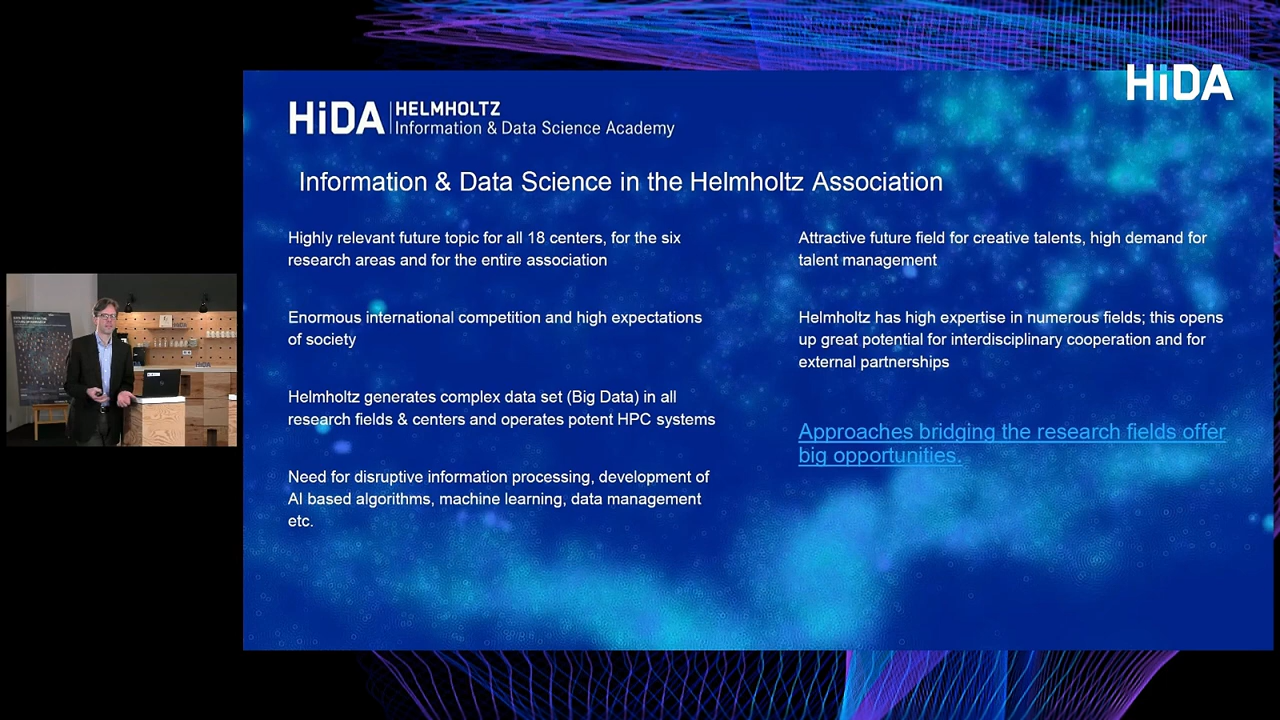 HiDA
HiDA
HELMHOLTZ
Information & Data Science Academy
Information & Data Science in the Helmholtz Association
Highly relevant future topic for all 18 centers, for the six
research areas and for the entire association
Enormous international competition and high expectations
of society
Helmholtz generates complex data set (Big Data) in all
research fields & centers and operates potent HPC systems
Need for disruptive information processing, development of
AI based algorithms, machine learning, data management
etc.
Attractive future field for creative talents, high demand for
talent management
Helmholtz has high expertise in numerous fields; this opens
up great potential for interdisciplinary cooperation and for
external partnerships
Approaches bridging the research fields offer
big opportunities.